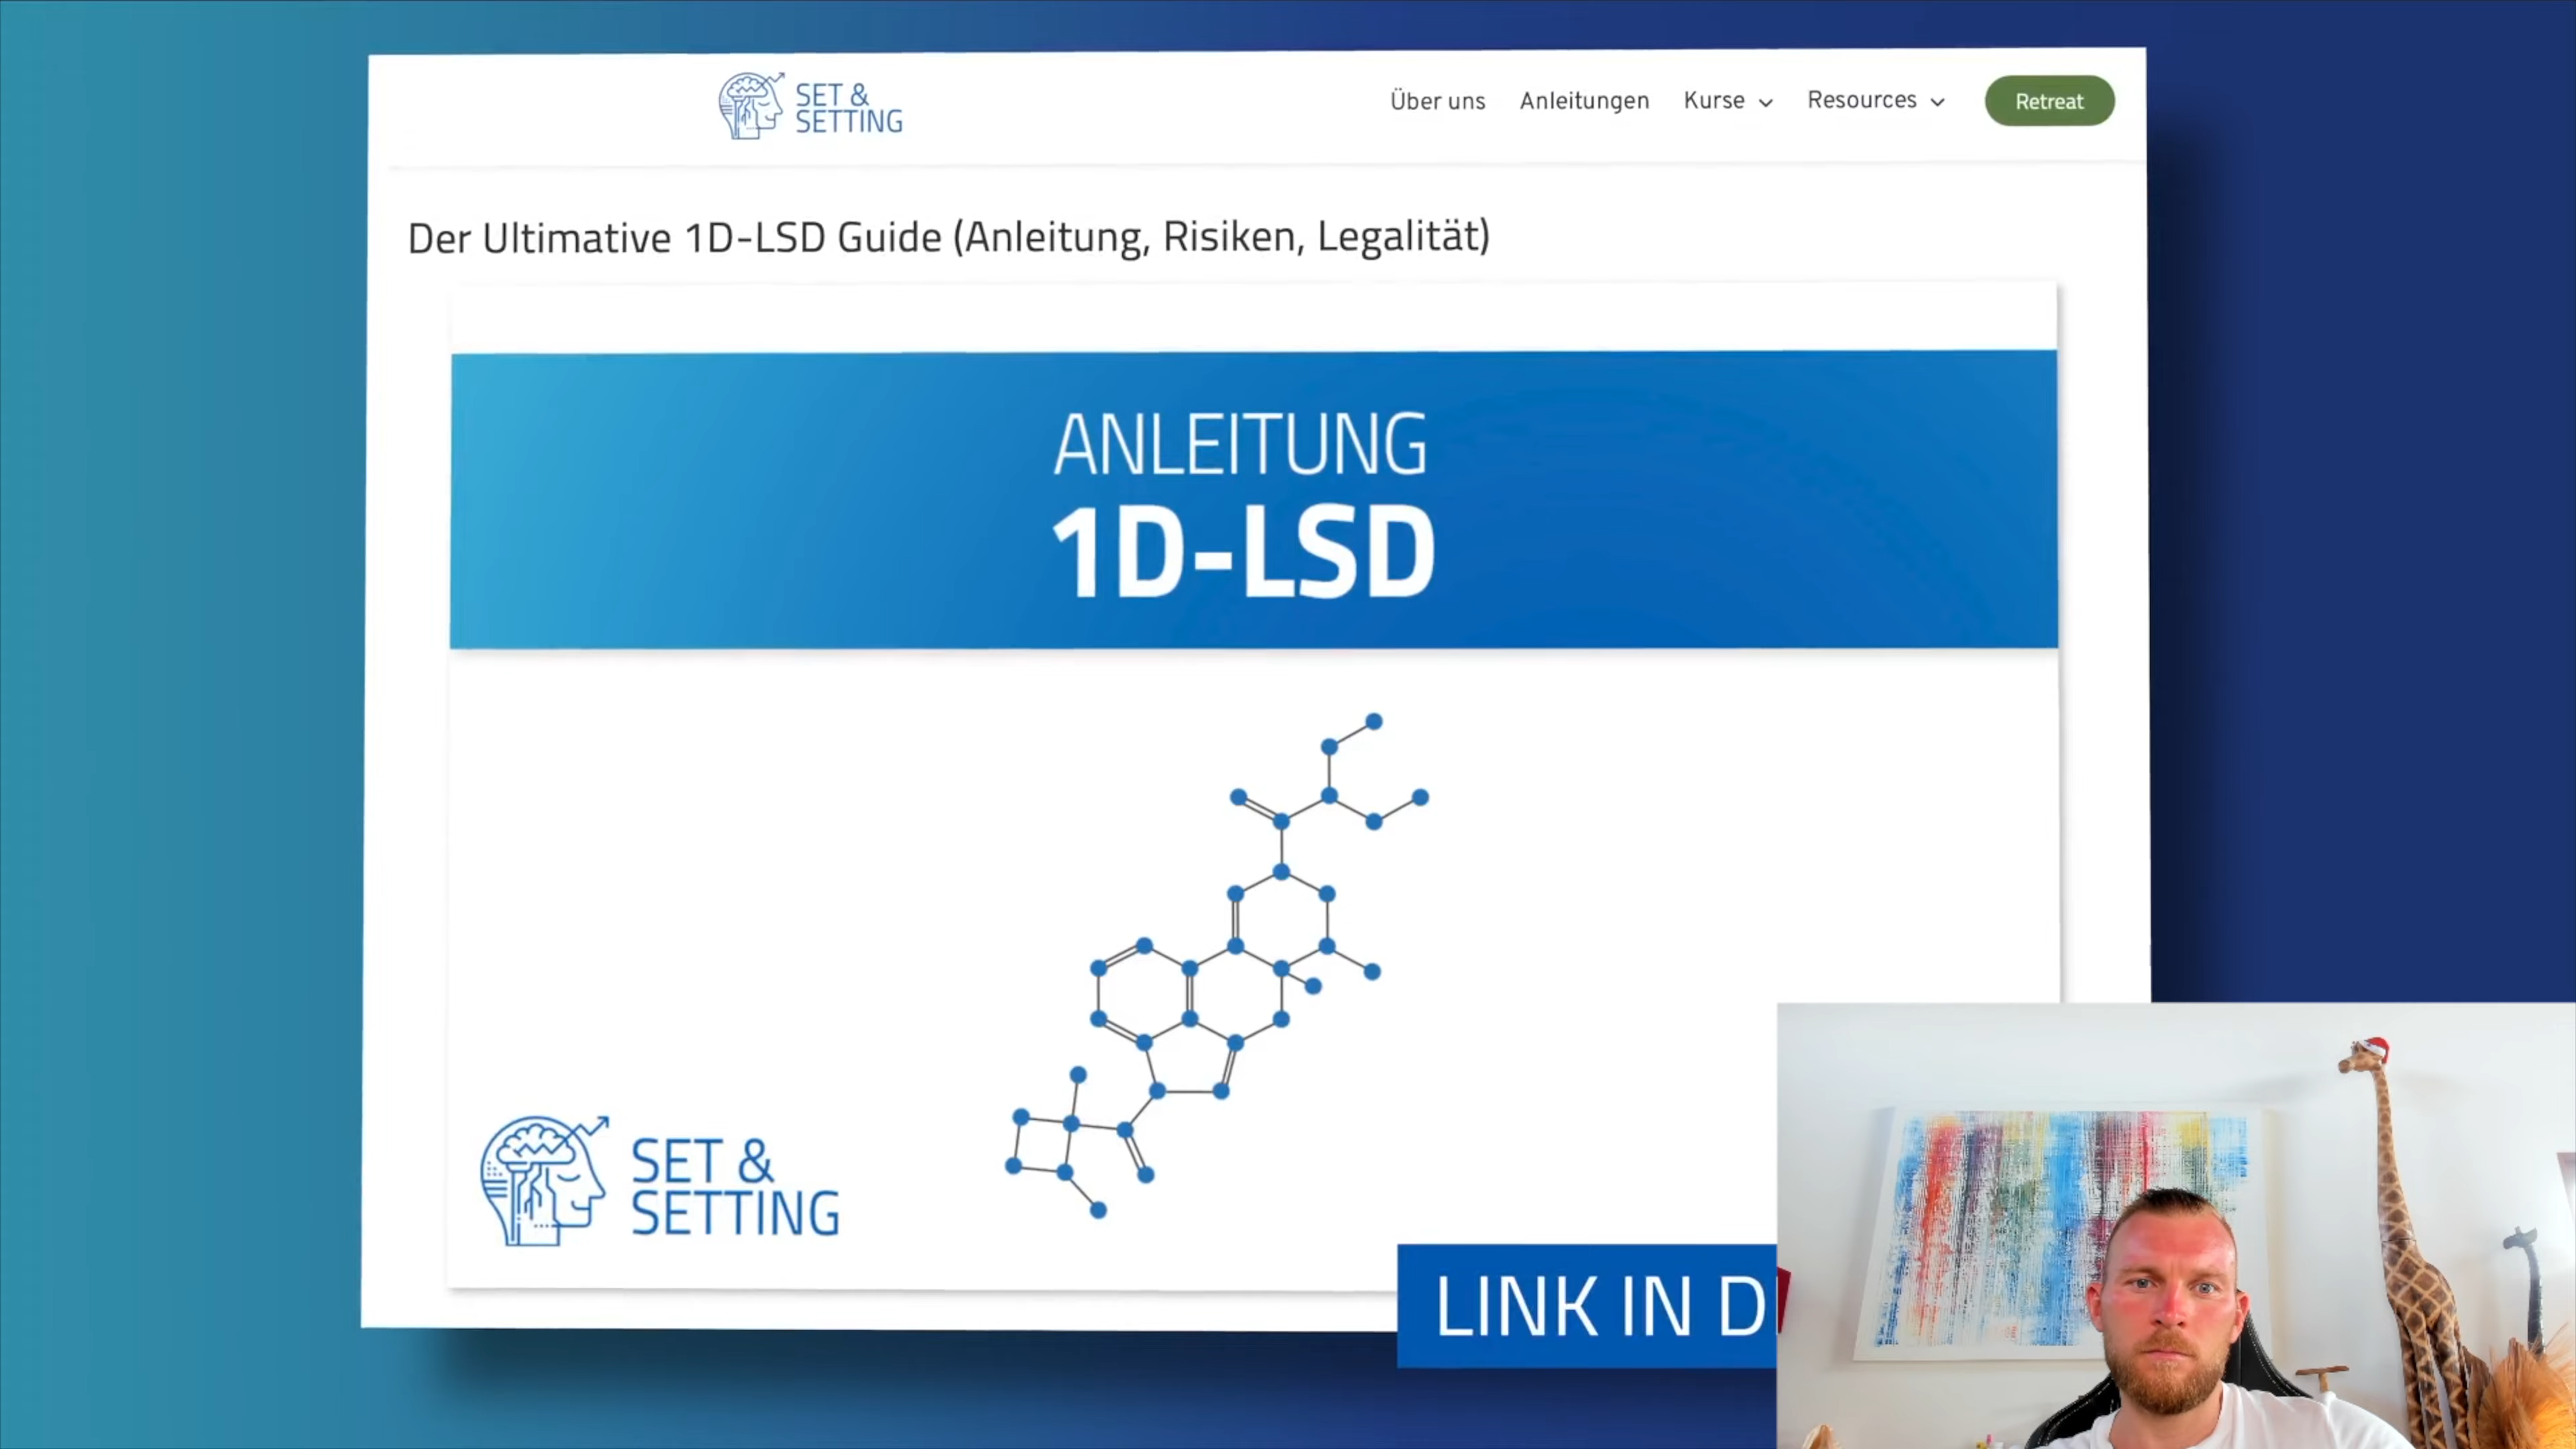 SET &
SETTING
Über uns
Anleitungen
Kurse
Resources
Retreat
Der Ultimative 1D-LSD Guide (Anleitung, Risiken, Legalität)
ANLEITUNG
1D-LSD
SET &
SETTING
LINK IN D